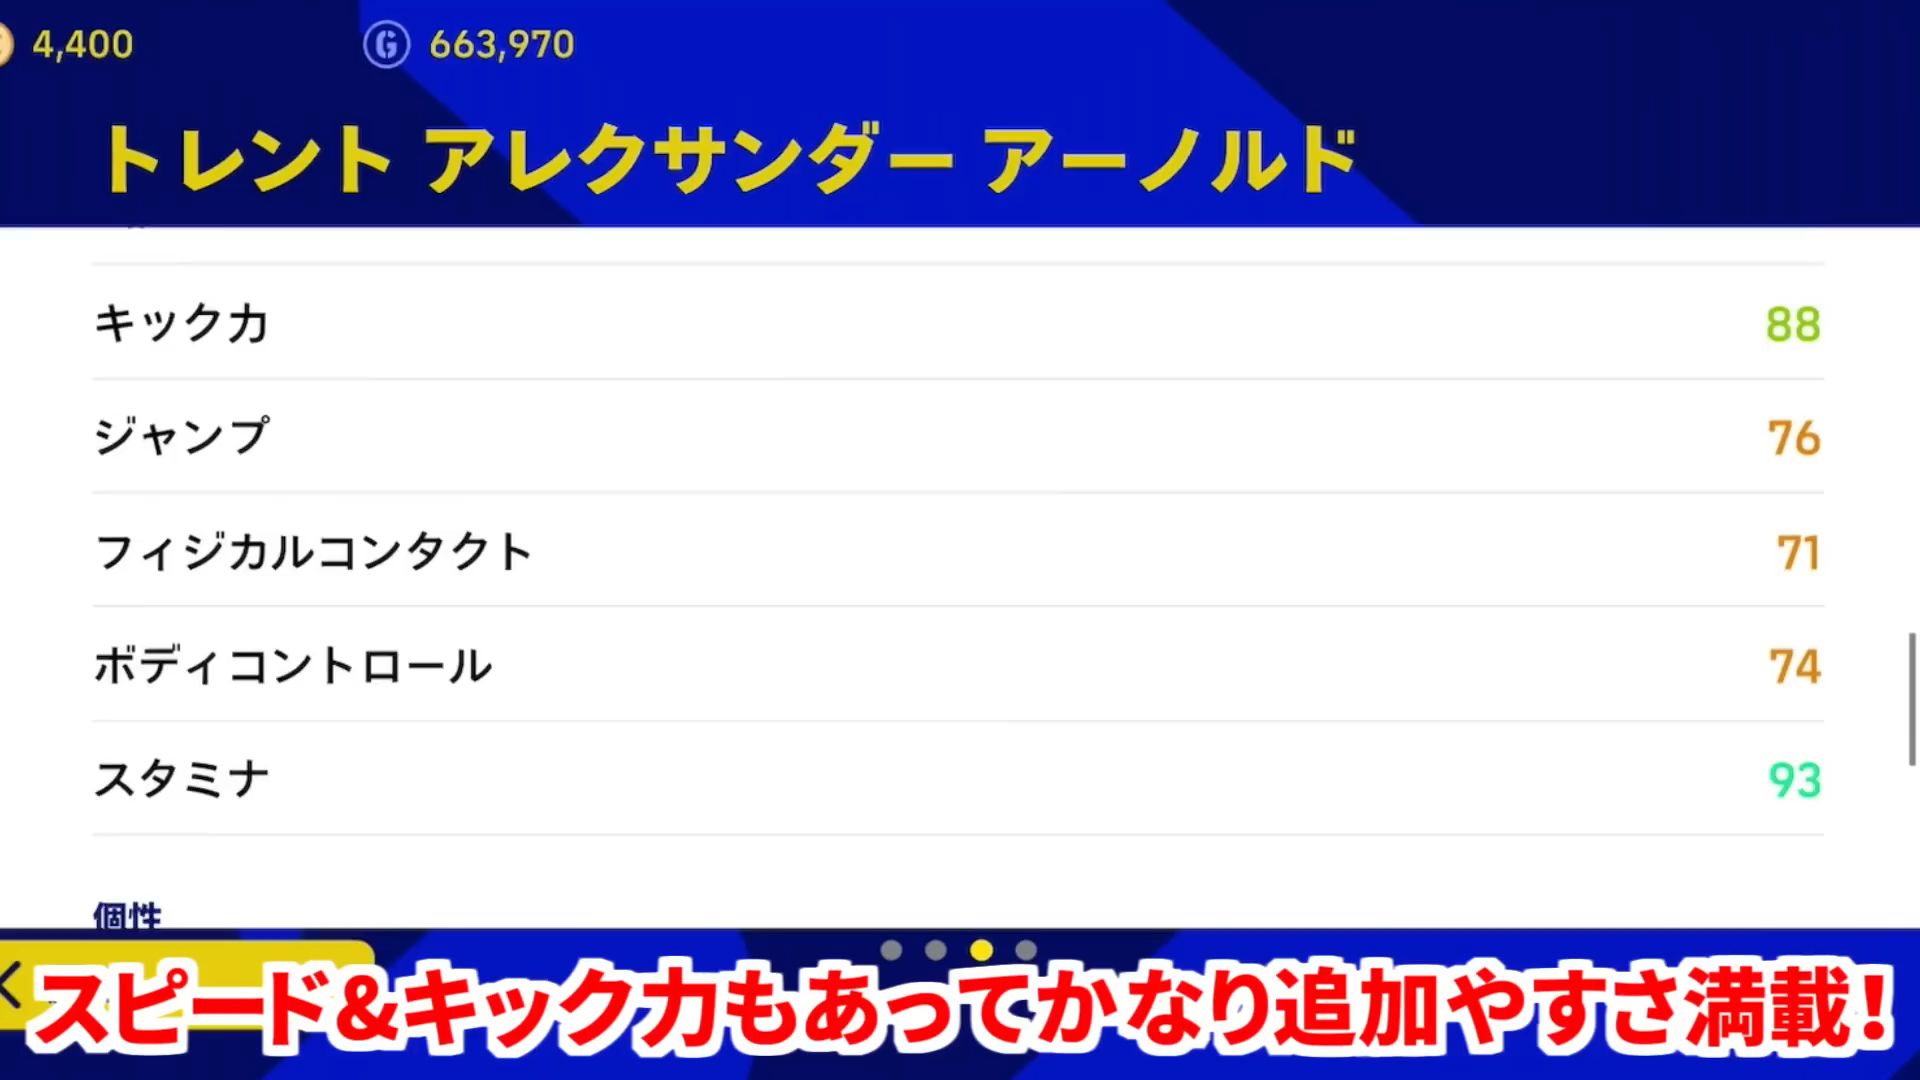 4,400
G 663,970
トレント アレクサンダー アーノルド
キック力 88
ジャンプ 76
フィジカルコンタクト 71
ボディコントロール 74
スタミナ 93
個性
スピード&キック力もあってかなり追加やすさ満載!